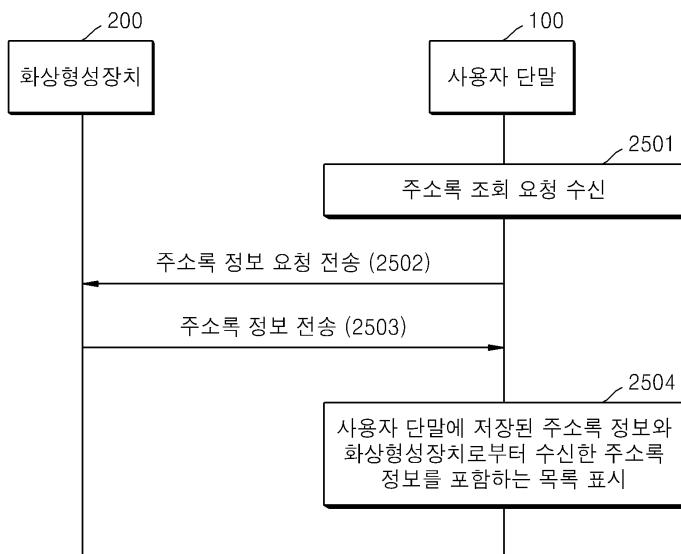 200
100
화상형성장치
사용자 단말
2501
주소록 조회 요청 수신
주소록 정보 요청 전송 (2502)
주소록 정보 전송 (2503)
2504
사용자 단말에 저장된 주소록 정보와
화상형성장치로부터 수신한 주소록
정보를 포함하는 목록 표시